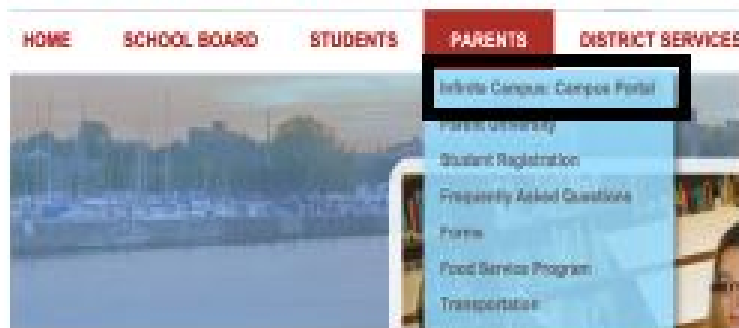 HOME SCHOOL BOARD STUDENTS PARENTS DISTRICT SERVICES
Infinite Campus: Campus Portal
Parent University
Student Registration
Frequently Asked Questions
Forms
Food Service Program
Transportation